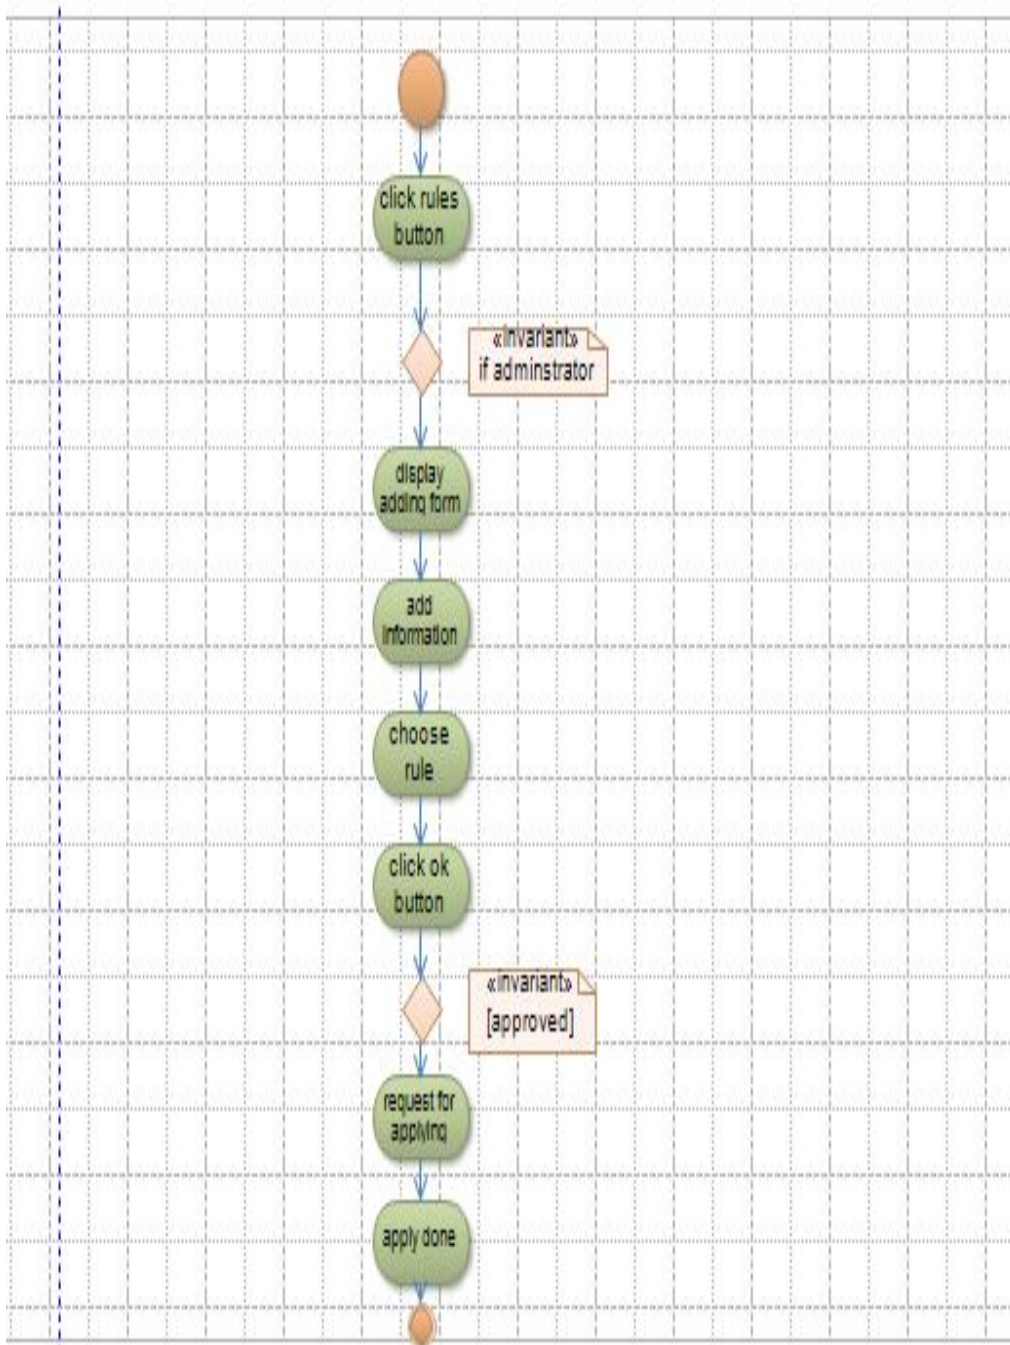 click rules
button
«invariant»
if adminstrator
display
adding form
add
information
choose
rule
click ok
button
«invariant»
[approved]
request for
applying
apply done